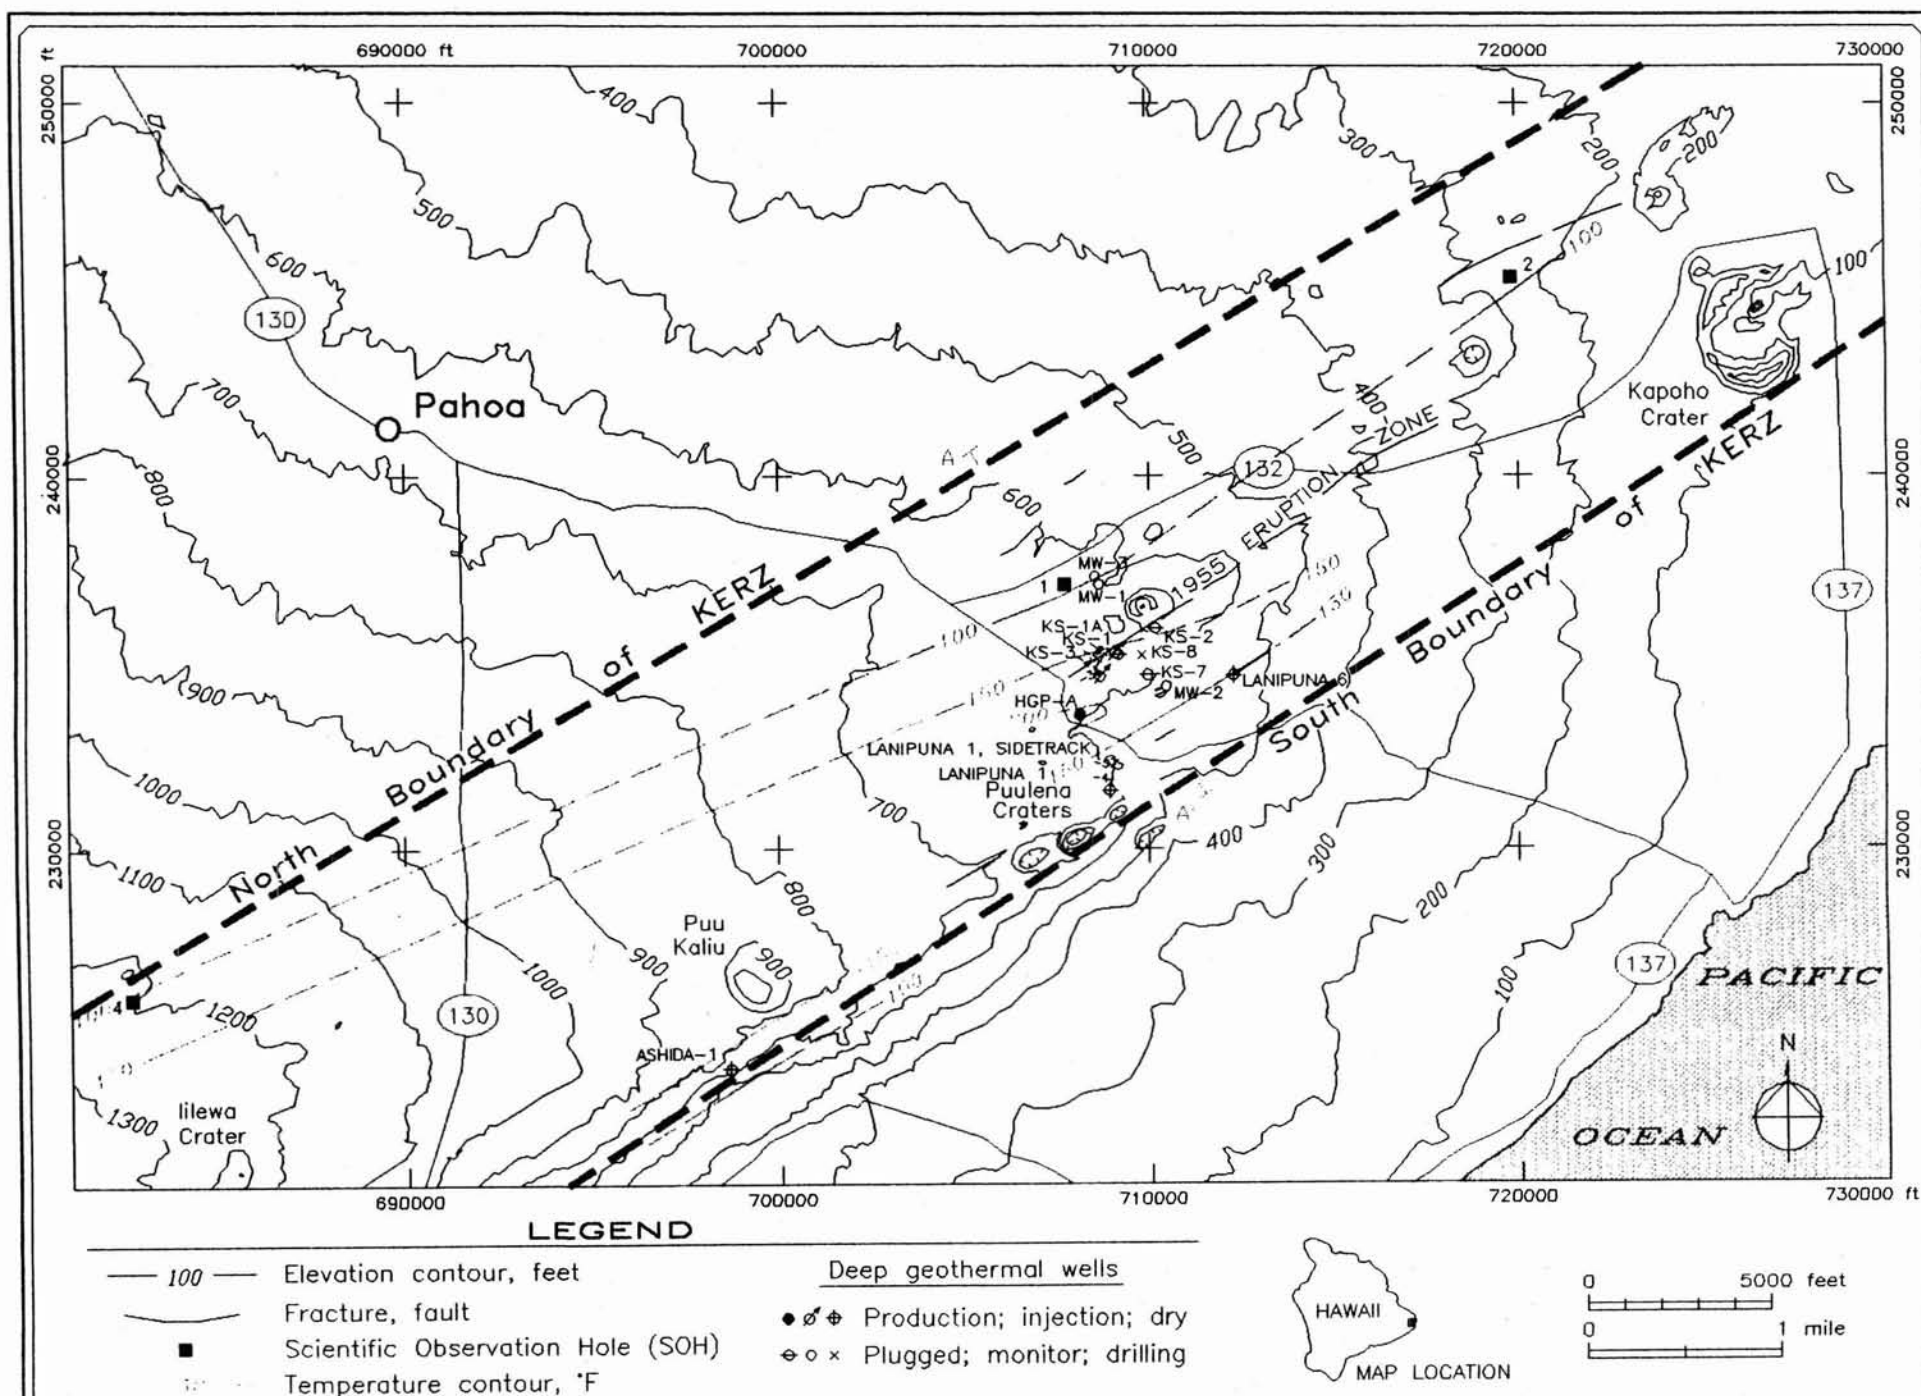 690000 ft
700000
710000
720000
730000
250000 ft
250000
400
300
200
200
500
100
600
100
130
2
700
Pahoa
400
Kapoho
Crater
ZONE
500
132
KERZ
240000
240000
800
600
ERUPTION
of
MW-3
1
MW-1
1955
150
130
137
KERZ
Boundary
KS-1A
KS-2
KS-1
KS-3
KS-8
100
of
KS-7
LANIPUNA 6
MW-2
900
150
HGP-A
South
Boundary
LANIPUNA 1, SIDETRACK
LANIPUNA 1
Puulena
Craters
1000
700
North
400
230000
230000
300
1100
800
200
Puu
Kaliu
900
900
1000
137
PACIFIC
100
4
1200
130
ASHIDA-1
N
1300
Iilewa
Crater
OCEAN
690000
700000
710000
720000
730000 ft
LEGEND
100 Elevation contour, feet
Fracture, fault
Scientific Observation Hole (SOH)
Temperature contour, °F
Deep geothermal wells
Production; injection; dry
Plugged; monitor; drilling
HAWAII
MAP LOCATION
0 5000 feet
0 1 mile